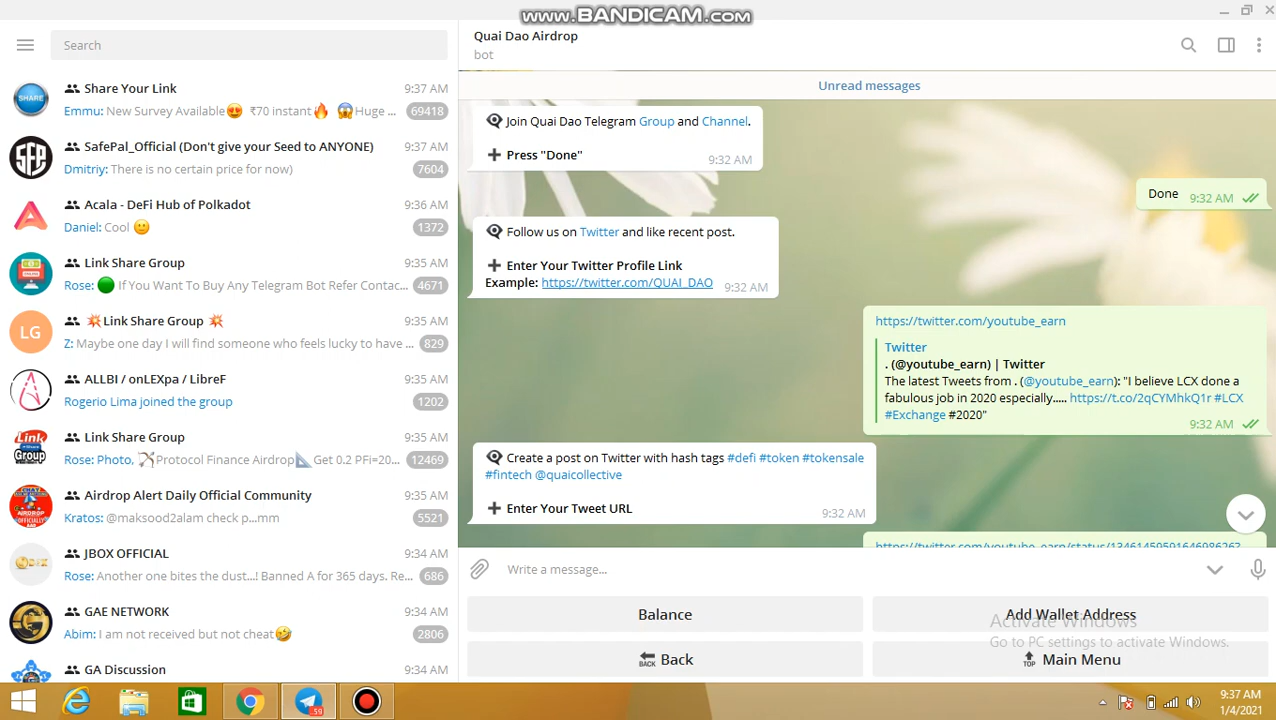 www.BANDICAM.com
Search
Share Your Link
9:37 AM
Emmu: New Survey Available😍 ₹70 instant🔥 😱Huge ...
69418
SafePal_Official (Don't give your Seed to ANYONE)
9:37 AM
Dmitriy: There is no certain price for now)
7604
Acala - DeFi Hub of Polkadot
9:36 AM
Daniel: Cool 🙂
1372
Link Share Group
9:35 AM
Rose: 🟢 If You Want To Buy Any Telegram Bot Refer Contac...
4671
LG
💥Link Share Group 💥
9:35 AM
Z: Maybe one day I will find someone who feels lucky to have ...
829
ALLBI / onLEXpa / LibreF
9:35 AM
Rogerio Lima joined the group
1202
Link Share Group
9:35 AM
Rose: Photo, 🏹Protocol Finance Airdrop📐Get 0.2 PFi=20...
12469
Airdrop Alert Daily Official Community
9:35 AM
Kratos: @maksood2alam check p...mm
5521
JBOX OFFICIAL
9:34 AM
Rose: Another one bites the dust...! Banned A for 365 days. Re...
686
GAE NETWORK
9:34 AM
Abim: I am not received but not cheat🤣
2806
GA Discussion
9:34 AM
Quai Dao Airdrop
bot
Unread messages
Join Quai Dao Telegram Group and Channel.
➕ Press "Done"
9:32 AM
Done
9:32 AM
Follow us on Twitter and like recent post.
➕ Enter Your Twitter Profile Link
Example: https://twitter.com/QUAI_DAO
9:32 AM
https://twitter.com/youtube_earn
Twitter
. (@youtube_earn) | Twitter
The latest Tweets from . (@youtube_earn): "I believe LCX done a
fabulous job in 2020 especially..... https://t.co/2qCYMhkQ1r #LCX
#Exchange #2020"
9:32 AM
Create a post on Twitter with hash tags #defi #token #tokensale
#fintech @quaicollective
➕ Enter Your Tweet URL
9:32 AM
Write a message...
Balance
Add Wallet Address
BACK Back
TOP Main Menu
Activate Windows
Go to PC settings to activate Windows.
59
9:37 AM
1/4/2021